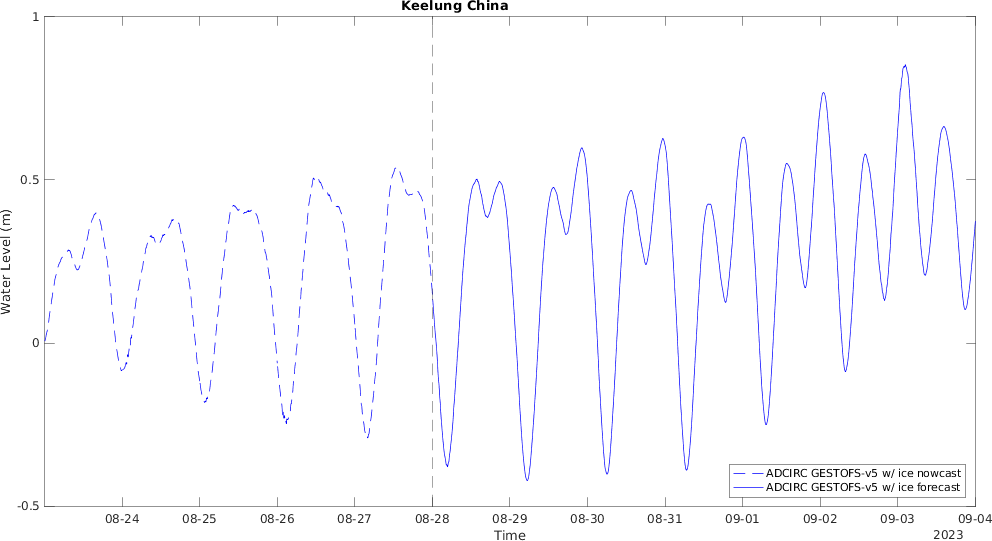 Keelung China
1
0.5
0
-0.5
Water Level (m)
08-24 08-25 08-26 08-27 08-28 08-29 08-30 08-31 09-01 09-02 09-03 09-04
Time
2023
ADCIRC GESTOFS-v5 w/ ice nowcast
ADCIRC GESTOFS-v5 w/ ice forecast